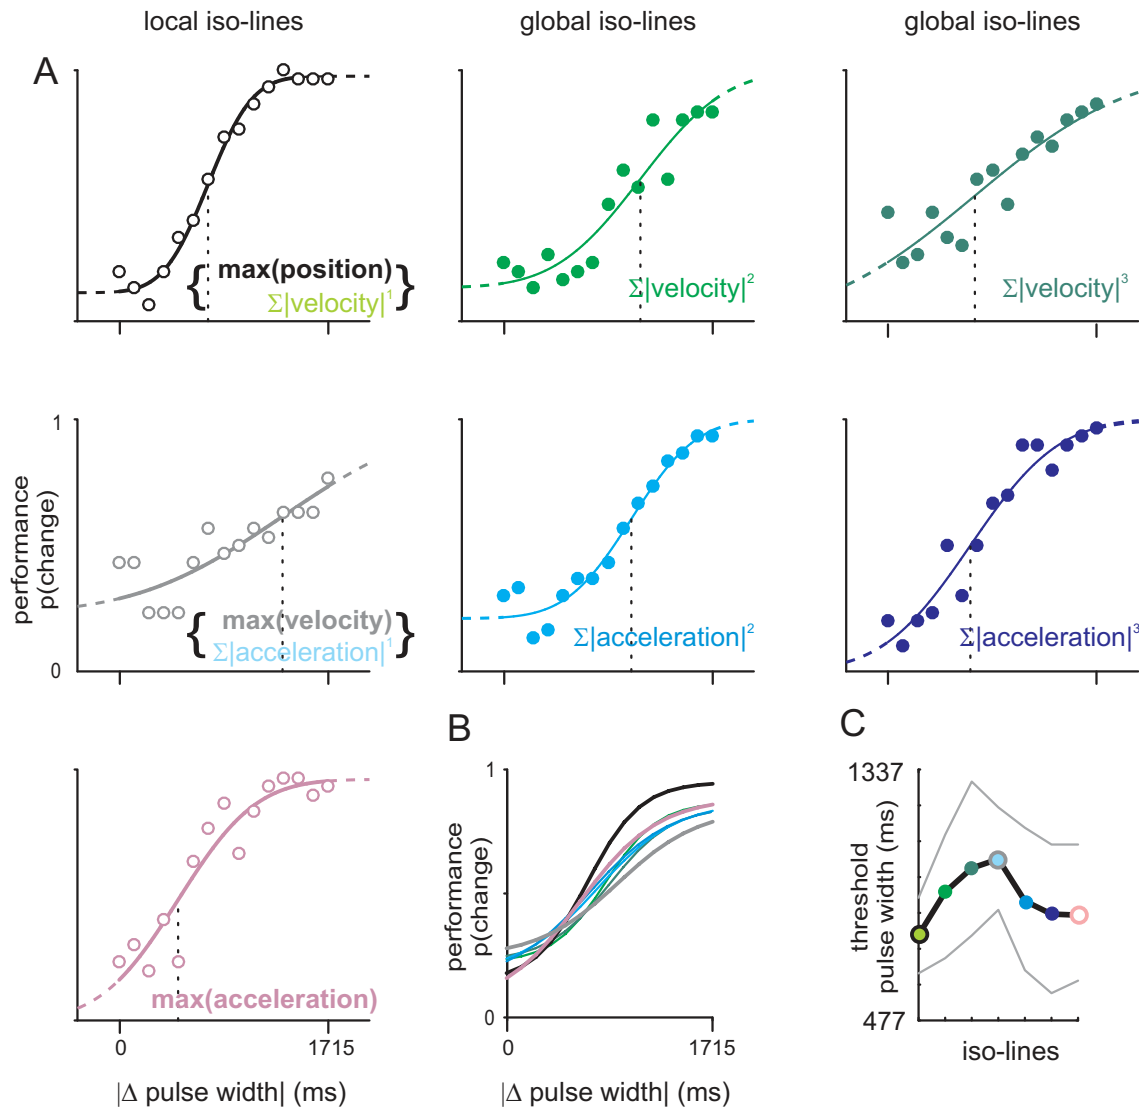 local iso-lines
global iso-lines
global iso-lines
A
{ max(position) }
Σ|velocity|¹
Σ|velocity|²
Σ|velocity|³
1
performance
p(change)
0
{ max(velocity) }
Σ|acceleration|¹
Σ|acceleration|²
Σ|acceleration|³
max(acceleration)
0
1715
|Δ pulse width| (ms)
B
1
performance
p(change)
0
0
1715
|Δ pulse width| (ms)
C
1337
threshold
pulse width (ms)
477
iso-lines